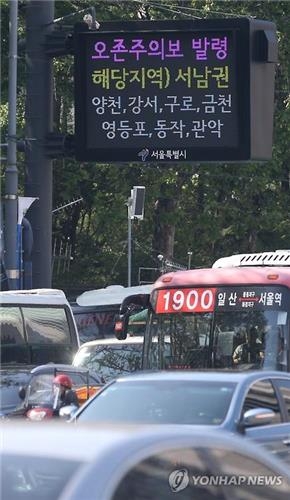 YONHAP NEWS
오존주의보 발령
해당지역) 서남권
양천,강서,구로,금천
영등포,동작,관악
서울특별시
1900 일산 서울역
YONHAPNEWS